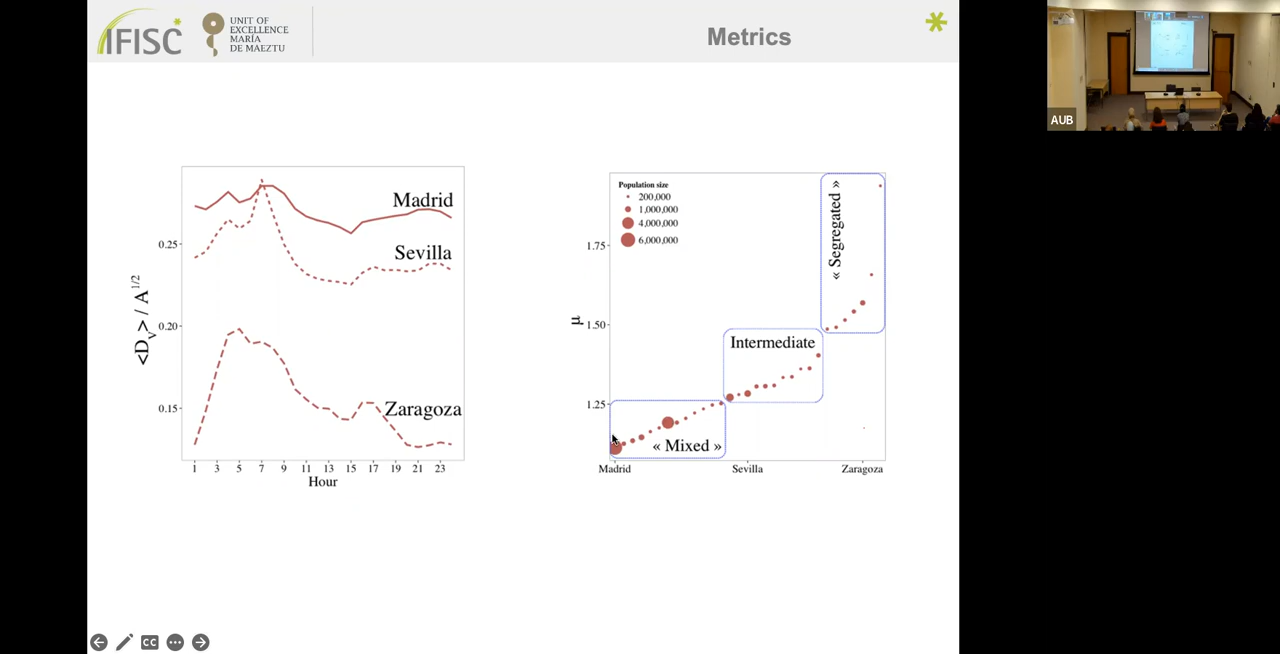 IFISC
UNIT OF
EXCELLENCE
MARÍA
DE MAEZTU
Metrics
AUB
<D_V> / A^1/2
0.25
0.20
0.15
Madrid
Sevilla
Zaragoza
1 3 5 7 9 11 13 15 17 19 21 23
Hour
Population size
200,000
1,000,000
4,000,000
6,000,000
μ
1.75
1.50
1.25
« Segregated »
Intermediate
« Mixed »
Madrid Sevilla Zaragoza
CC